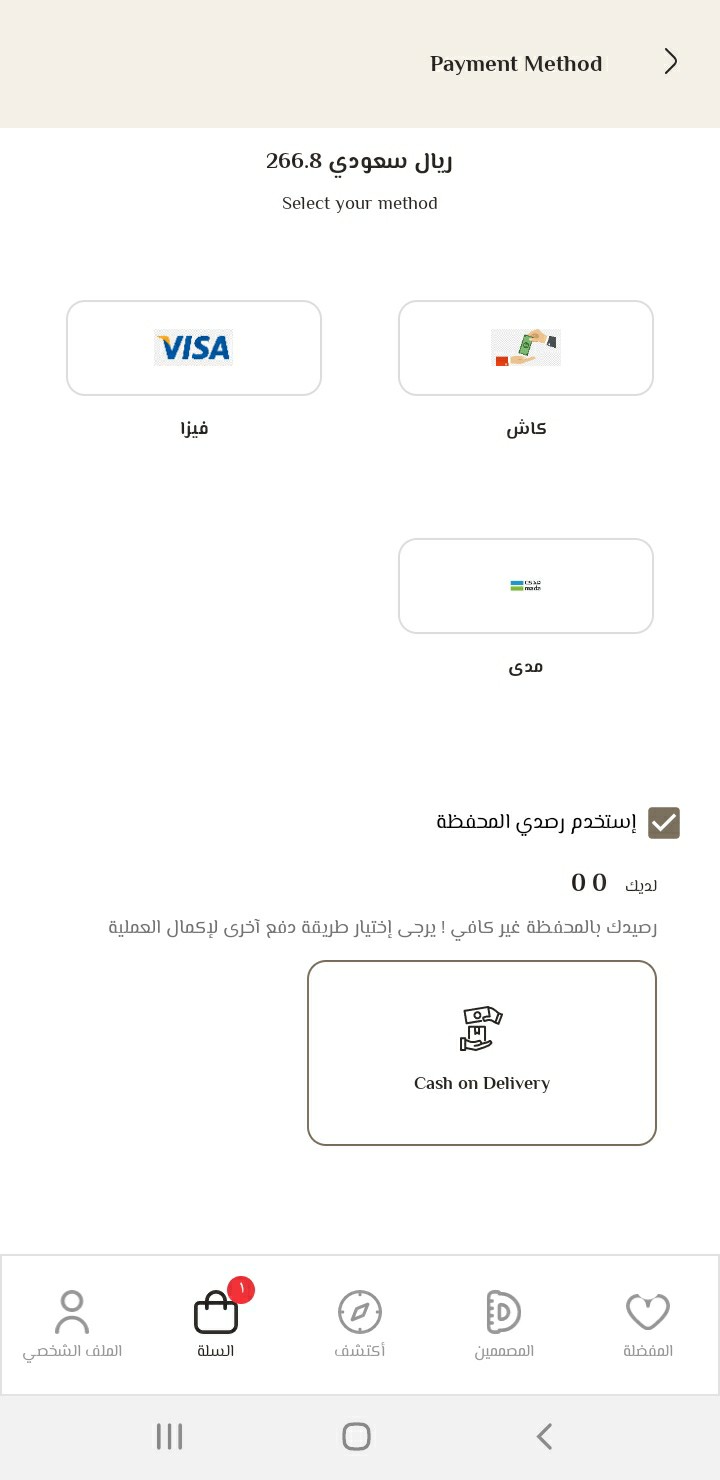 Payment Method
266.8 ريال سعودي
Select your method
VISA
كاش
فيزا
مدى
mada
مدى
إستخدم رصدي المحفظة
لديك 0 0
رصيدك بالمحفظة غير كافي ! يرجى إختيار طريقة دفع آخرى لإكمال العملية
Cash on Delivery
١
المفضلة
المصممين
أكتشف
السلة
الملف الشخصي